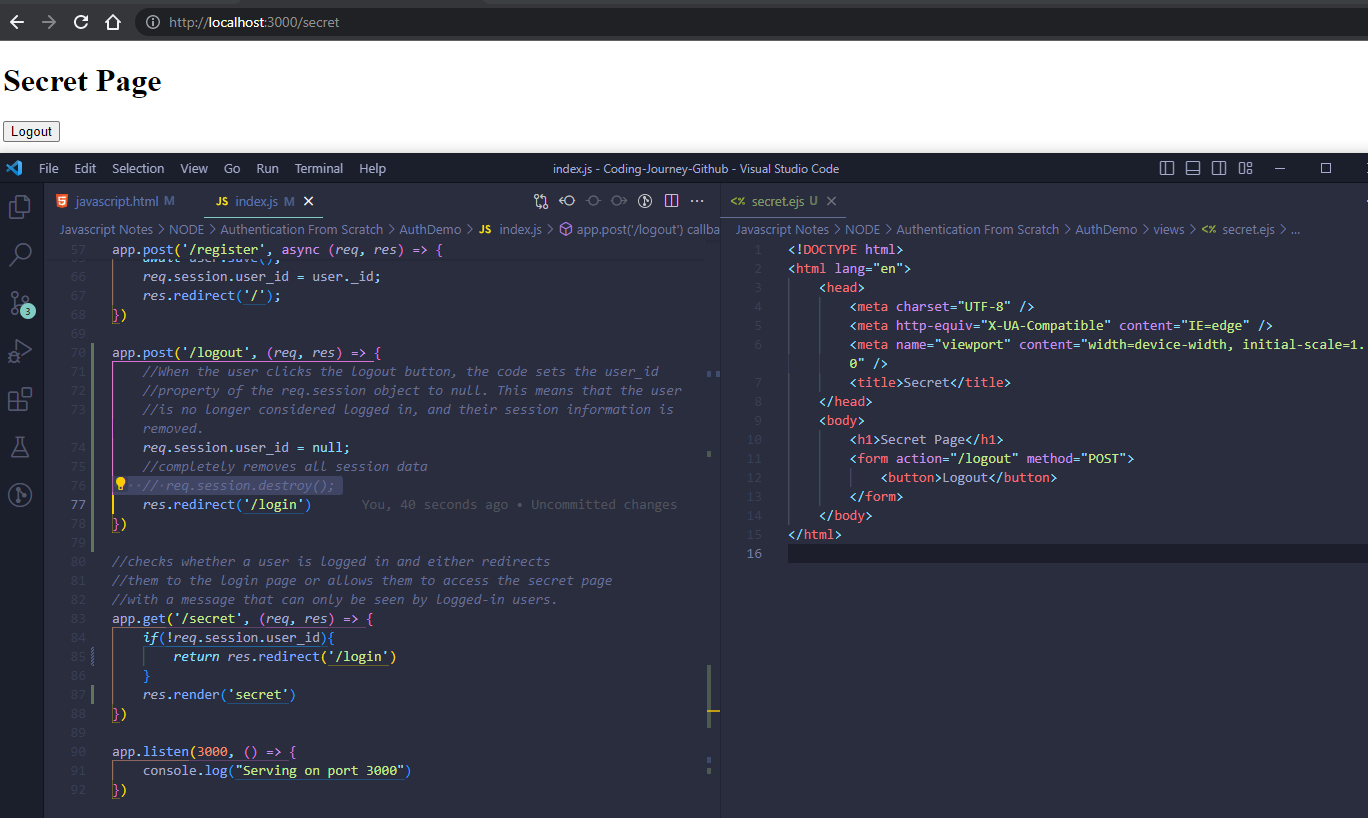 http://localhost:3000/secret
Secret Page
Logout
File Edit Selection View Go Run Terminal Help
index.js - Coding-Journey-Github - Visual Studio Code
javascript.html M
JS index.js M
secret.ejs U
Javascript Notes > NODE > Authentication From Scratch > AuthDemo > JS index.js > app.post('/logout') callba
Javascript Notes > NODE > Authentication From Scratch > AuthDemo > views > <% secret.ejs > ...
3
57 app.post('/register', async (req, res) => {
await user.save();
66 req.session.user_id = user._id;
67 res.redirect('/');
68 })
69
70 app.post('/logout', (req, res) => {
71 //When the user clicks the logout button, the code sets the user_id
72 //property of the req.session object to null. This means that the user
73 //is no longer considered logged in, and their session information is
removed.
74 req.session.user_id = null;
75 //completely removes all session data
76 // req.session.destroy();
77 res.redirect('/login') You, 40 seconds ago • Uncommitted changes
78 })
79
80 //checks whether a user is logged in and either redirects
81 //them to the login page or allows them to access the secret page
82 //with a message that can only be seen by logged-in users.
83 app.get('/secret', (req, res) => {
84 if(!req.session.user_id){
85 return res.redirect('/login')
86 }
87 res.render('secret')
88 })
89
90 app.listen(3000, () => {
91 console.log("Serving on port 3000")
92 })
1 <!DOCTYPE html>
2 <html lang="en">
3 <head>
4 <meta charset="UTF-8" />
5 <meta http-equiv="X-UA-Compatible" content="IE=edge" />
6 <meta name="viewport" content="width=device-width, initial-scale=1.
0" />
7 <title>Secret</title>
8 </head>
9 <body>
10 <h1>Secret Page</h1>
11 <form action="/logout" method="POST">
12 <button>Logout</button>
13 </form>
14 </body>
15 </html>
16